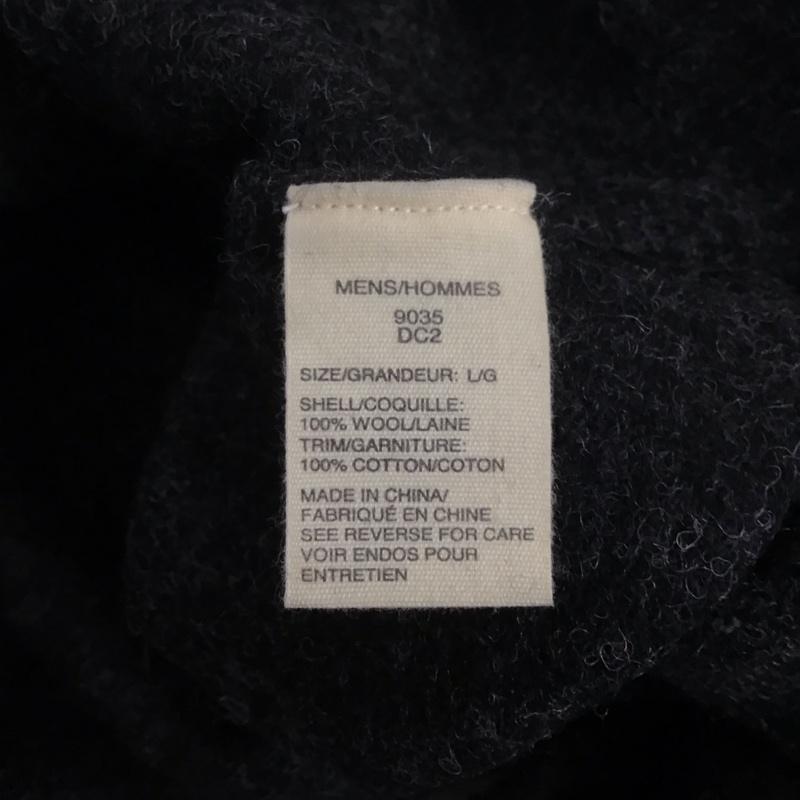 MENS/HOMMES
9035
DC2
SIZE/GRANDEUR: L/G
SHELL/COQUILLE:
100% WOOL/LAINE
TRIM/GARNITURE:
100% COTTON/COTON
MADE IN CHINA/
FABRIQUÉ EN CHINE
SEE REVERSE FOR CARE
VOIR ENDOS POUR
ENTRETIEN